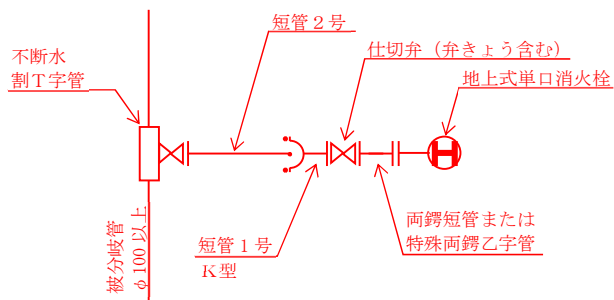 短管２号
不断水
割Ｔ字管
仕切弁（弁きょう含む）
地上式単口消火栓
H
被分岐管
φ100以上
短管１号
Ｋ型
両鍔短管または
特殊両鍔乙字管